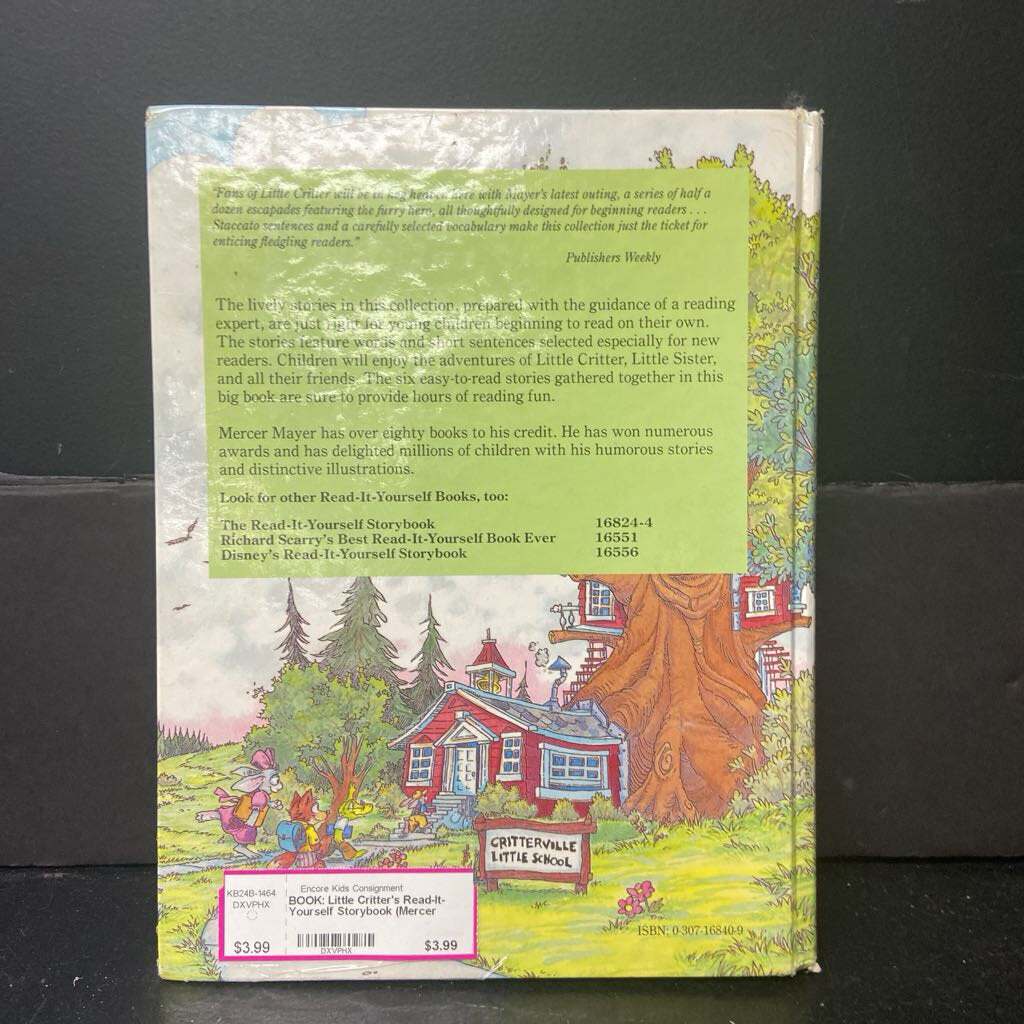 "Fans of Little Critter will be in hog heaven here with Mayer's latest outing, a series of half a
dozen escapades featuring the furry hero, all thoughtfully designed for beginning readers . . .
Staccato sentences and a carefully selected vocabulary make this collection just the ticket for
enticing fledgling readers."
Publishers Weekly
The lively stories in this collection, prepared with the guidance of a reading
expert, are just right for young children beginning to read on their own.
The stories feature words and short sentences selected especially for new
readers. Children will enjoy the adventures of Little Critter, Little Sister,
and all their friends. The six easy-to-read stories gathered together in this
big book are sure to provide hours of reading fun.
Mercer Mayer has over eighty books to his credit. He has won numerous
awards and has delighted millions of children with his humorous stories
and distinctive illustrations.
Look for other Read-It-Yourself Books, too:
The Read-It-Yourself Storybook 16824-4
Richard Scarry's Best Read-It-Yourself Book Ever 16551
Disney's Read-It-Yourself Storybook 16556
CRITTERVILLE
LITTLE SCHOOL
KB24B-1464
DXVPHX
$3.99
Encore Kids Consignment
BOOK: Little Critter's Read-It-
Yourself Storybook (Mercer
DXVPHX
$3.99
ISBN: 0-307-16840-9